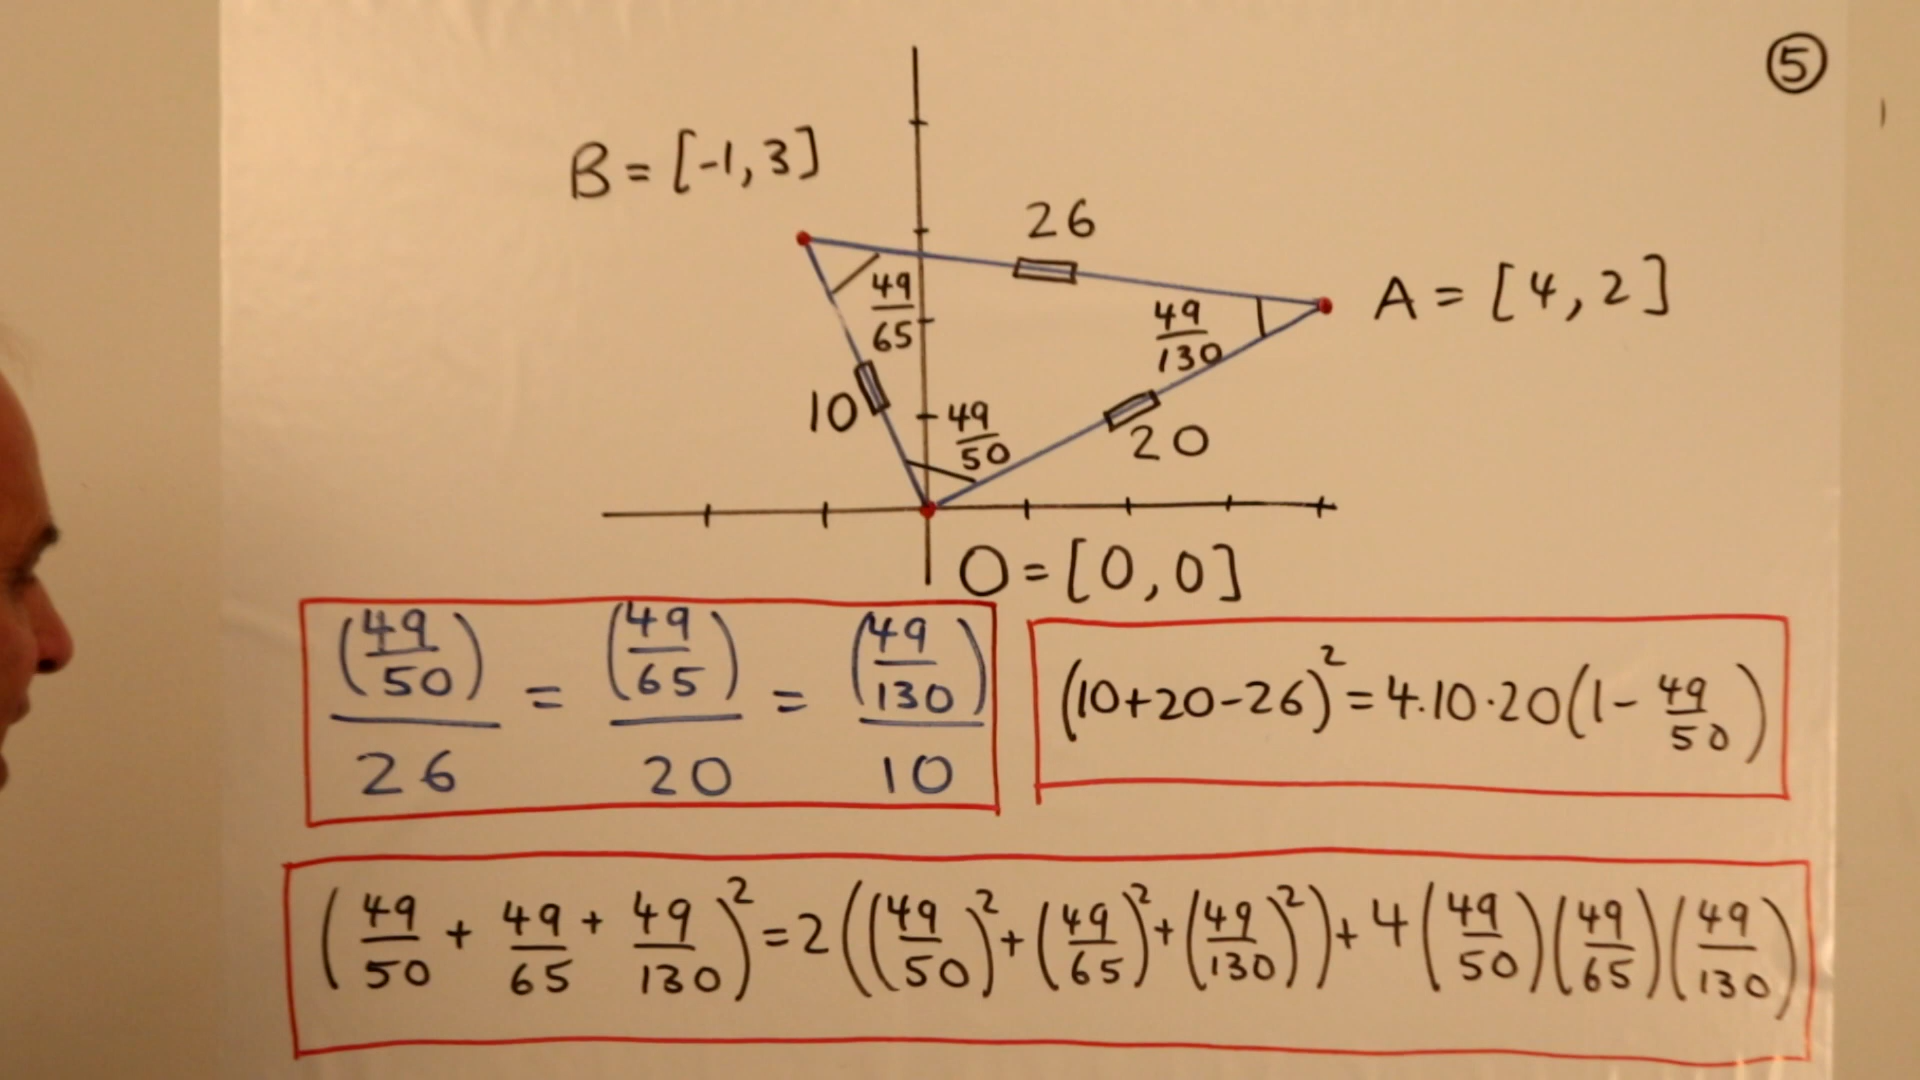 5
B = [-1, 3]
26
A = [4, 2]
49/65
49/130
10
49/50
20
O = [0, 0]
(49/50)/26 = (49/65)/20 = (49/130)/10
(10+20-26)² = 4.10.20(1 - 49/50)
(49/50 + 49/65 + 49/130)² = 2((49/50)² + (49/65)² + (49/130)²) + 4(49/50)(49/65)(49/130)